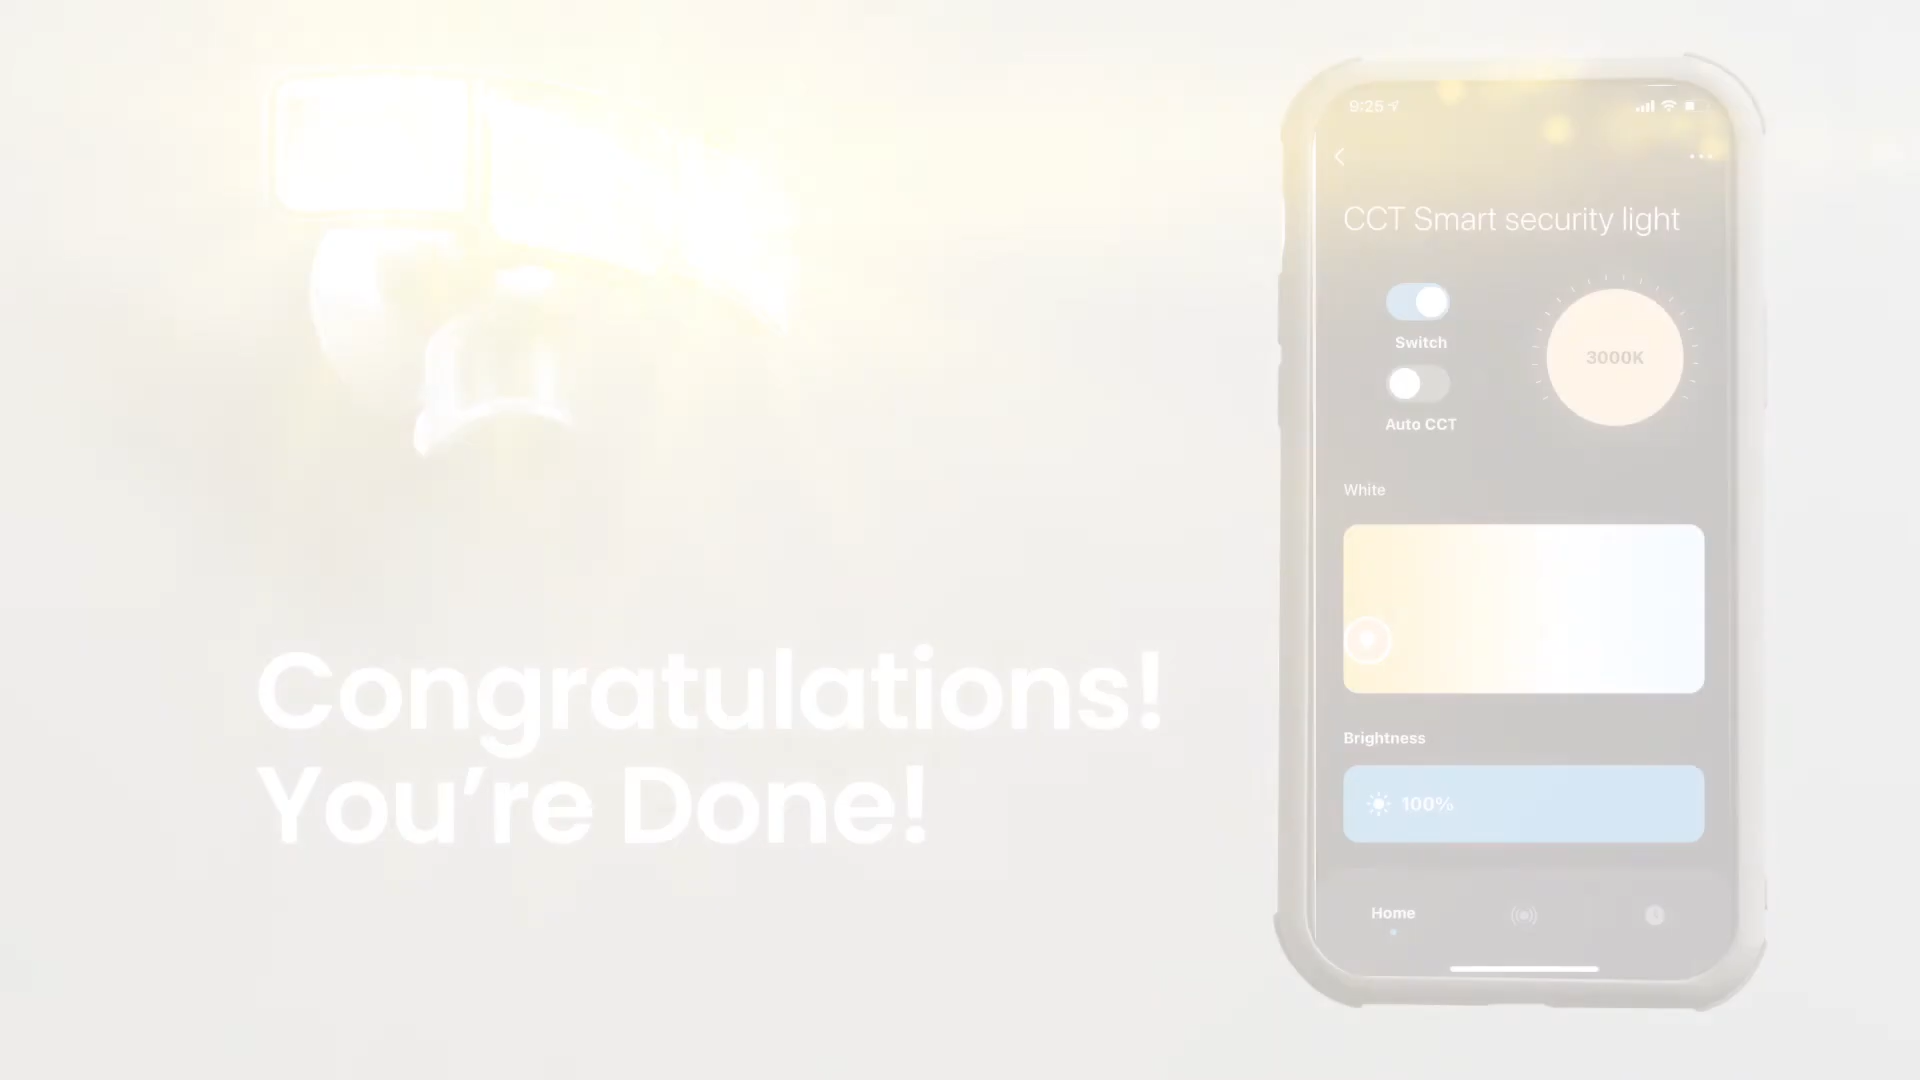 Congratulations!
You're Done!
9:25
CCT Smart security light
Switch
3000K
Auto CCT
White
Brightness
100%
Home